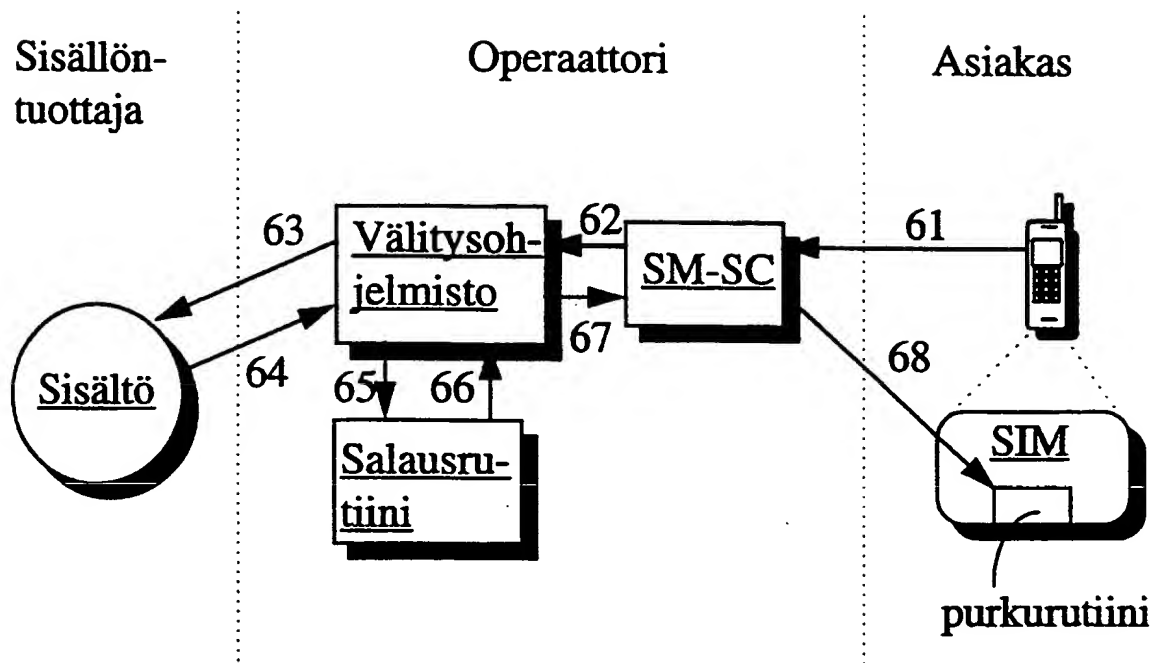 Sisällön-
tuottaja
Operaattori
Asiakas
63
Välitysoh-
jelmisto
62
SM-SC
61
67
64
65
66
68
Sisältö
Salausru-
tiini
SIM
purkurutiini